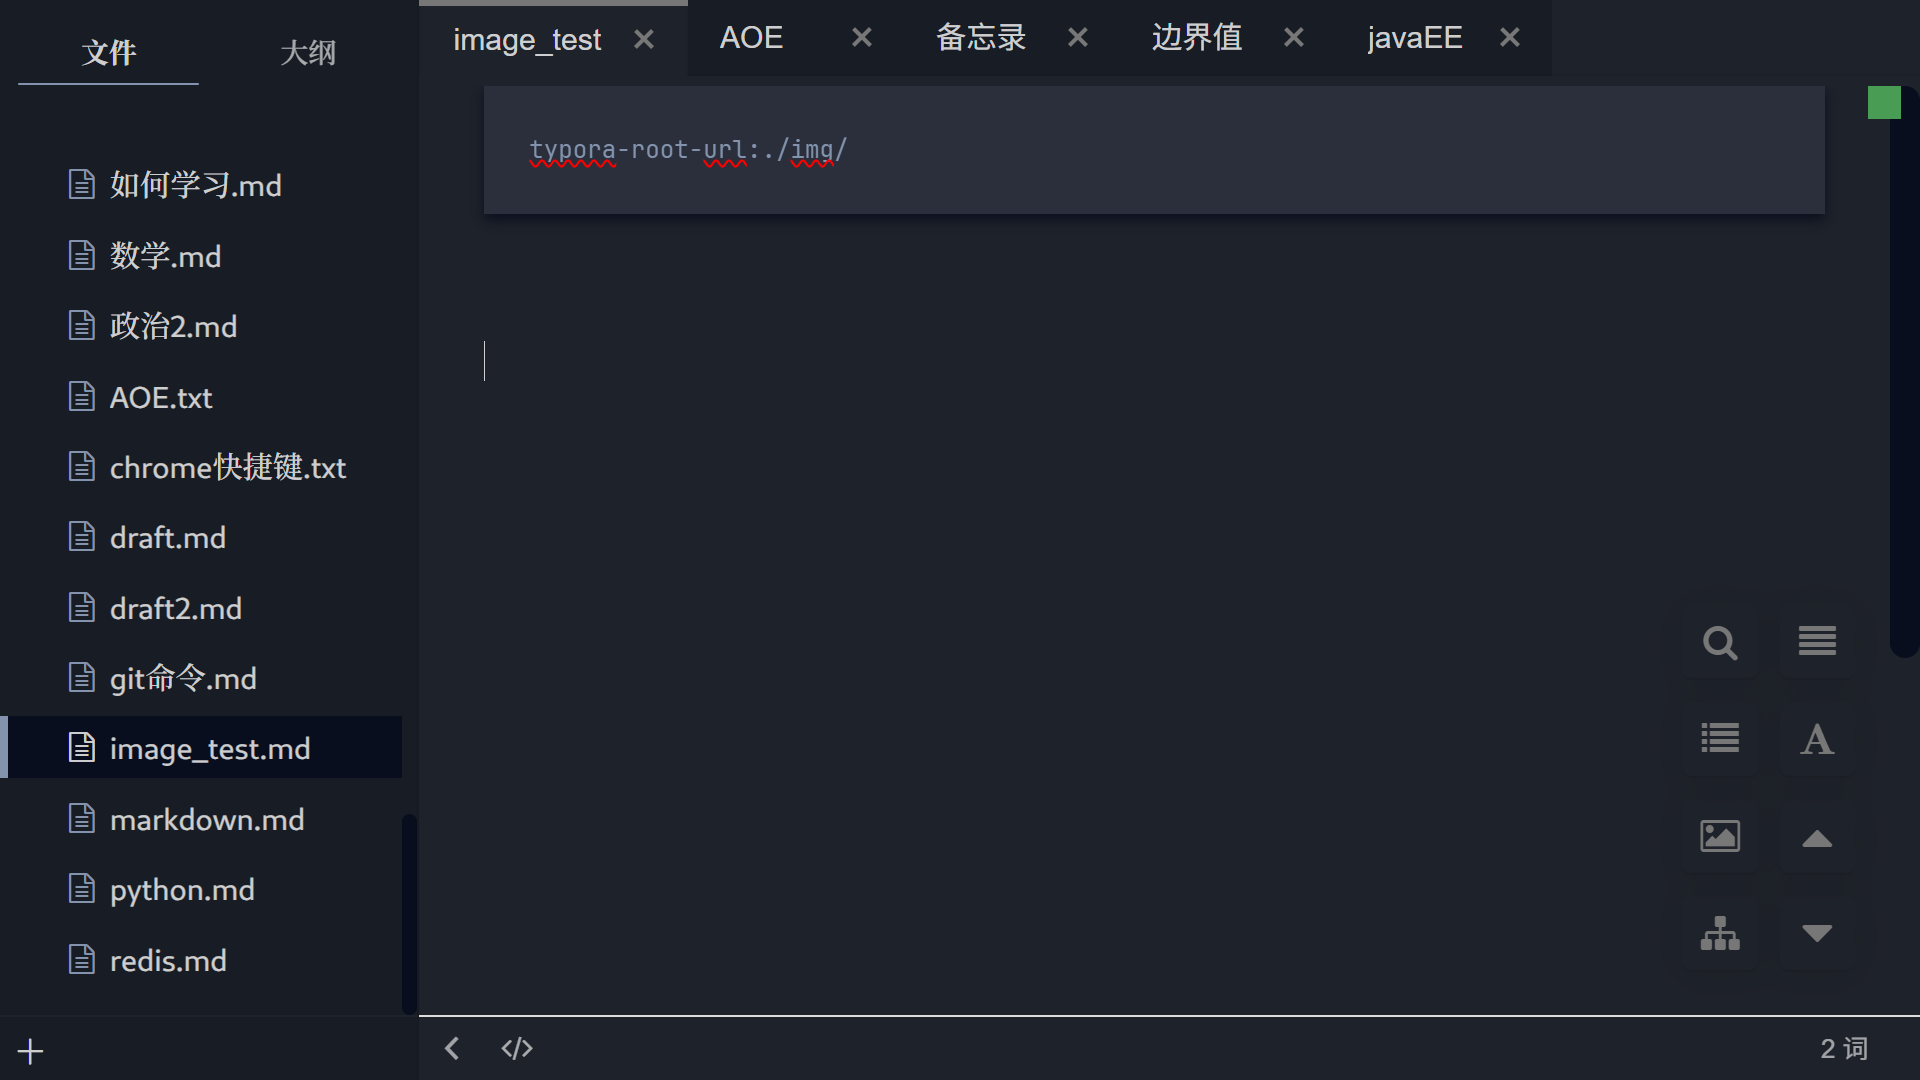 文件 大纲
如何学习.md
数学.md
政治2.md
AOE.txt
chrome快捷键.txt
draft.md
draft2.md
git命令.md
image_test.md
markdown.md
python.md
redis.md
image_test AOE 备忘录 边界值 javaEE
typora-root-url:./img/
A
2 词